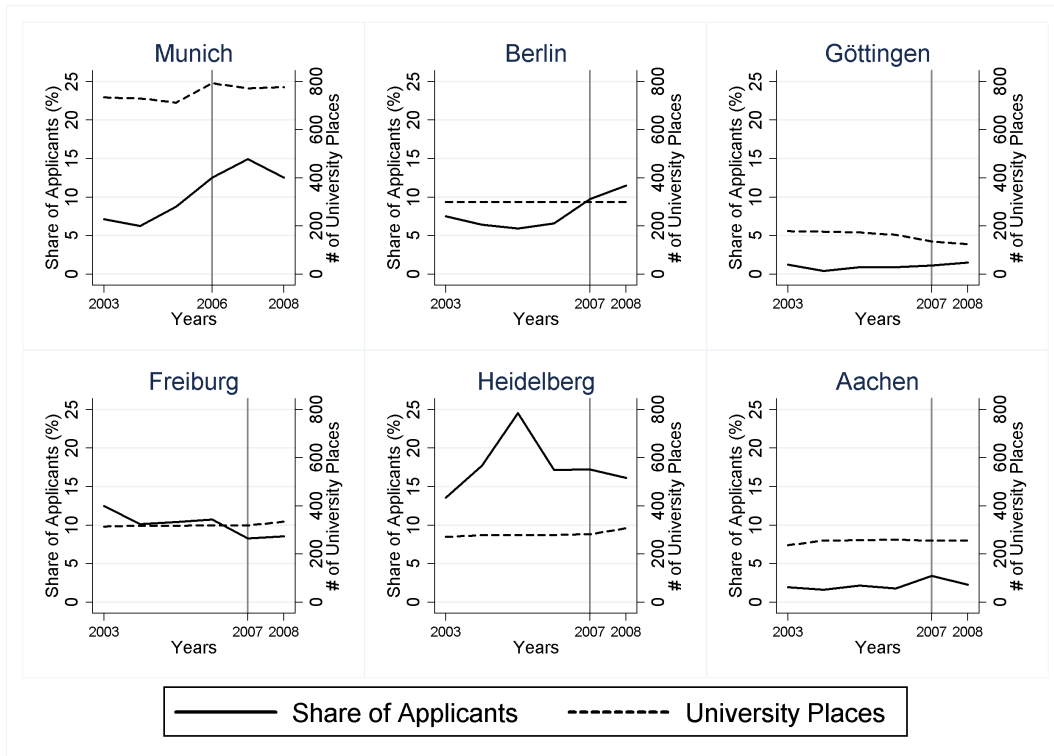 Munich
Share of Applicants (%)
0 5 10 15 20 25
# of University Places
0 200 400 600 800
2003 2006 2008
Years
Berlin
Share of Applicants (%)
0 5 10 15 20 25
# of University Places
0 200 400 600 800
2003 2007 2008
Years
Göttingen
Share of Applicants (%)
0 5 10 15 20 25
# of University Places
0 200 400 600 800
2003 2007 2008
Years
Freiburg
Share of Applicants (%)
0 5 10 15 20 25
# of University Places
0 200 400 600 800
2003 2007 2008
Years
Heidelberg
Share of Applicants (%)
0 5 10 15 20 25
# of University Places
0 200 400 600 800
2003 2007 2008
Years
Aachen
Share of Applicants (%)
0 5 10 15 20 25
# of University Places
0 200 400 600 800
2003 2007 2008
Years
Share of Applicants University Places